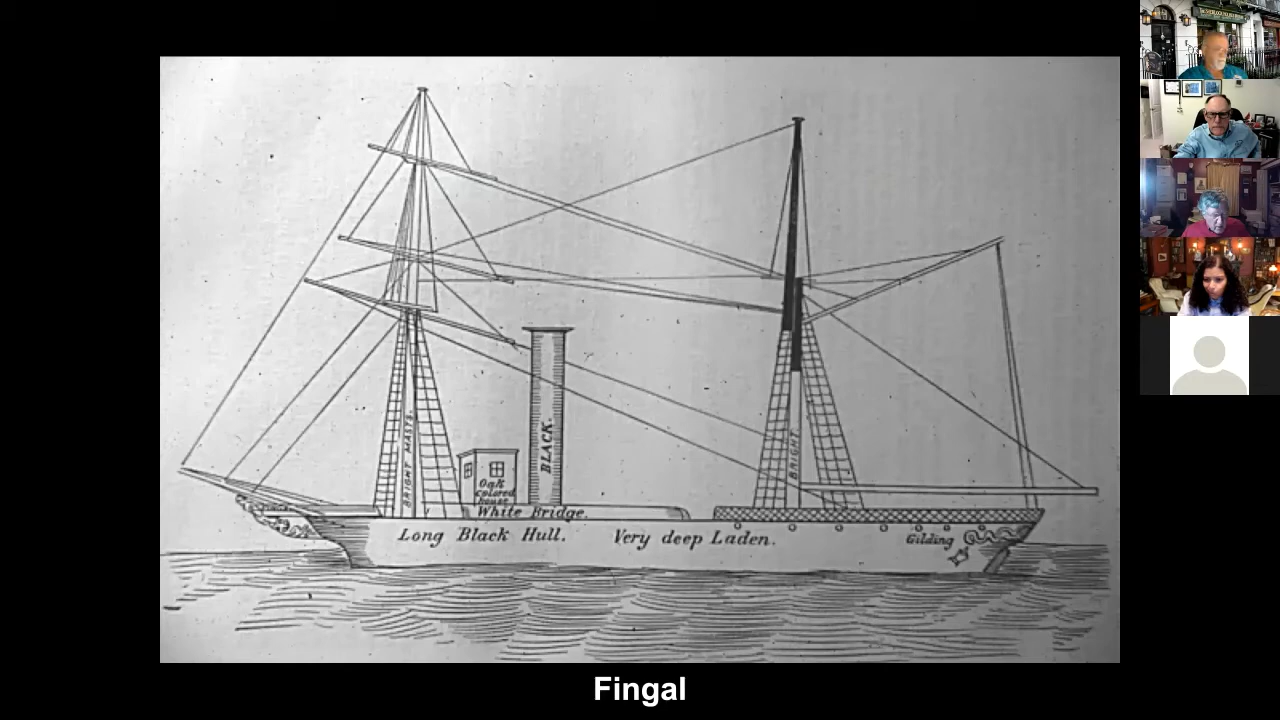 BRIGHT MASTS.
Oak
colored
house
BLACK.
BRIGHT
White Bridge.
Long Black Hull. Very deep Laden.
Gilding
Fingal